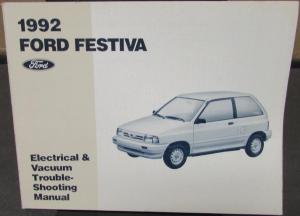 1992
FORD FESTIVA
Ford
Electrical &
Vacuum
Trouble-
Shooting
Manual